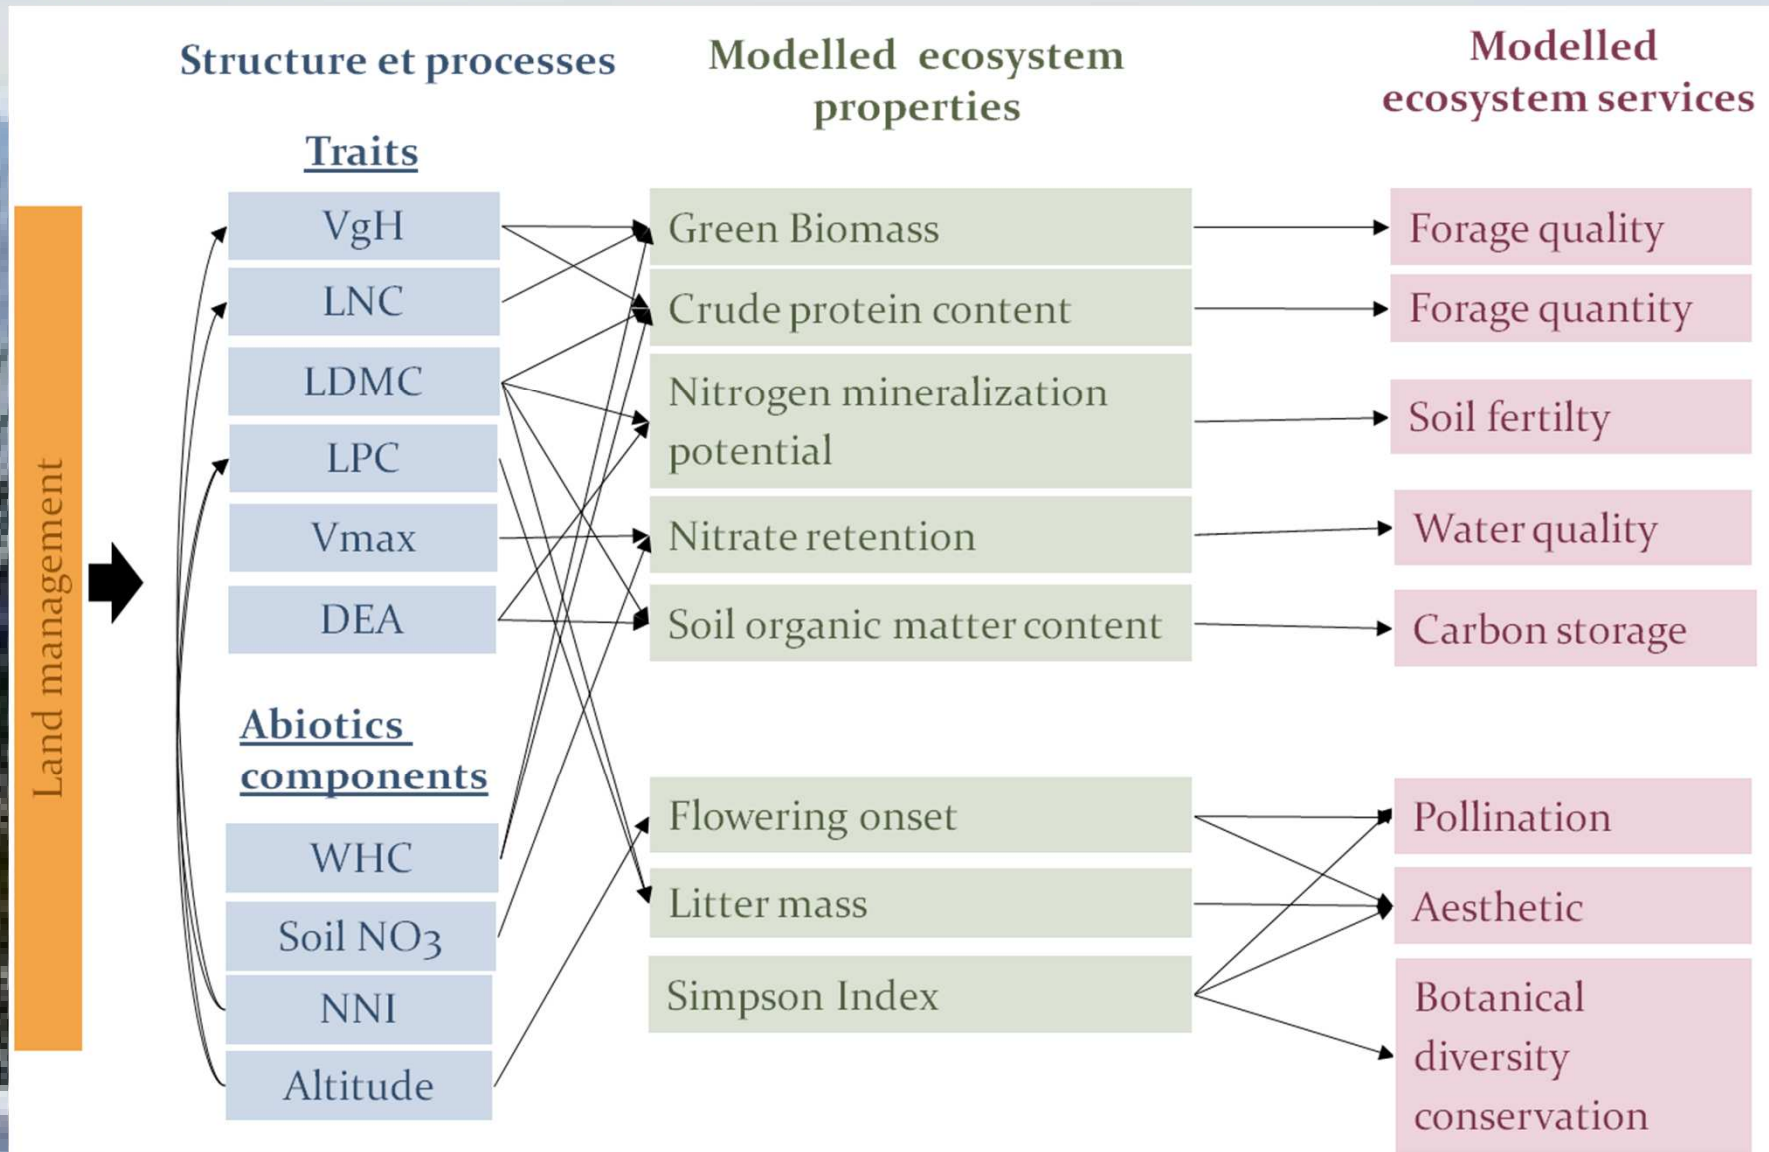 Structure et processes
Modelled ecosystem
properties
Modelled
ecosystem services
Land management
Traits
VgH
LNC
LDMC
LPC
Vmax
DEA
Abiotics
components
WHC
Soil NO3
NNI
Altitude
Green Biomass
Crude protein content
Nitrogen mineralization
potential
Nitrate retention
Soil organic matter content
Flowering onset
Litter mass
Simpson Index
Forage quality
Forage quantity
Soil fertilty
Water quality
Carbon storage
Pollination
Aesthetic
Botanical
diversity
conservation